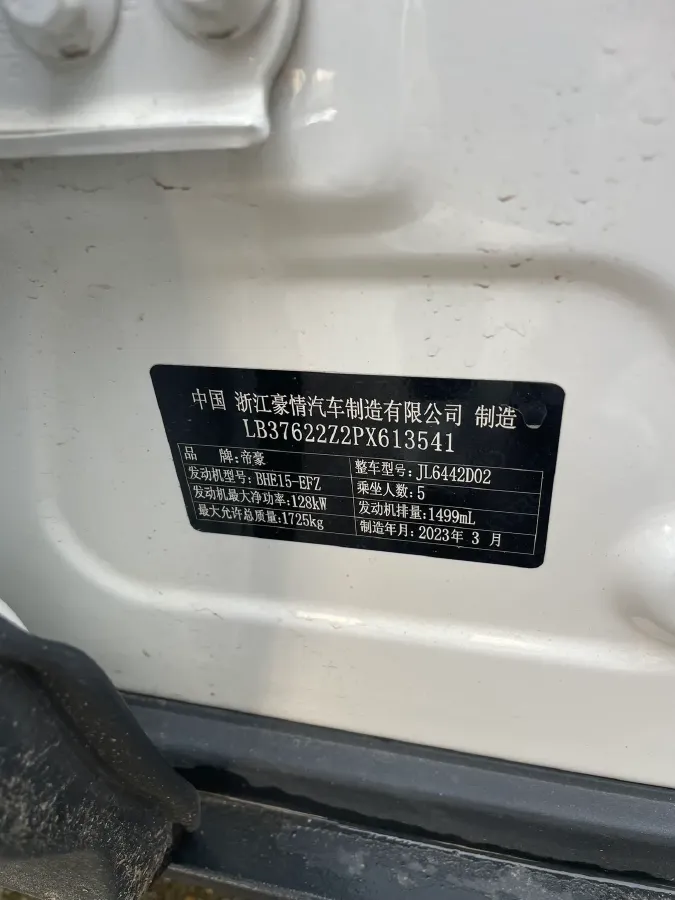 中国 浙江豪情汽车制造有限公司 制造
LB37622Z2PX613541
品 牌:帝豪 整车型号:JL6442D02
发动机型号:BHE15-EFZ 乘坐人数:5
发动机最大净功率:128kW 发动机排量:1499mL
最大允许总质量:1725kg 制造年月:2023年 3 月